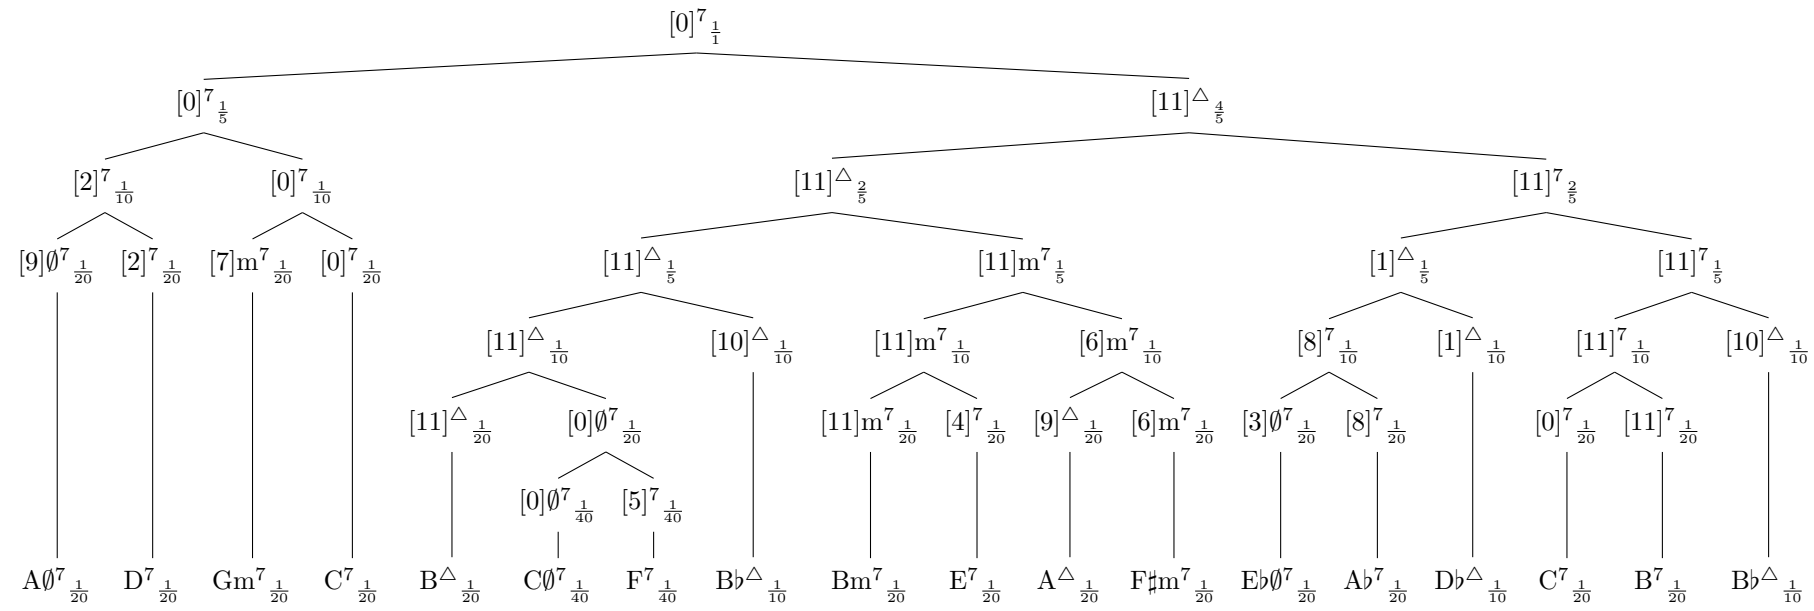 [0]⁷ 1/1
[0]⁷ 1/5 [11]△ 4/5
[2]⁷ 1/10 [0]⁷ 1/10 [11]△ 2/5 [11]⁷ 2/5
[9]∅⁷ 1/20 [2]⁷ 1/20 [7]m⁷ 1/20 [0]⁷ 1/20 [11]△ 1/5 [11]m⁷ 1/5 [1]△ 1/5 [11]⁷ 1/5
[11]△ 1/10 [10]△ 1/10 [11]m⁷ 1/10 [6]m⁷ 1/10 [8]⁷ 1/10 [1]△ 1/10 [11]⁷ 1/10 [10]△ 1/10
[11]△ 1/20 [0]∅⁷ 1/20 [11]m⁷ 1/20 [4]⁷ 1/20 [9]△ 1/20 [6]m⁷ 1/20 [3]∅⁷ 1/20 [8]⁷ 1/20 [0]⁷ 1/20 [11]⁷ 1/20
[0]∅⁷ 1/40 [5]⁷ 1/40
A∅⁷ 1/20 D⁷ 1/20 Gm⁷ 1/20 C⁷ 1/20 B△ 1/20 C∅⁷ 1/40 F⁷ 1/40 B♭△ 1/10 Bm⁷ 1/20 E⁷ 1/20 A△ 1/20 F♯m⁷ 1/20 E♭∅⁷ 1/20 A♭⁷ 1/20 D♭△ 1/10 C⁷ 1/20 B⁷ 1/20 B♭△ 1/10